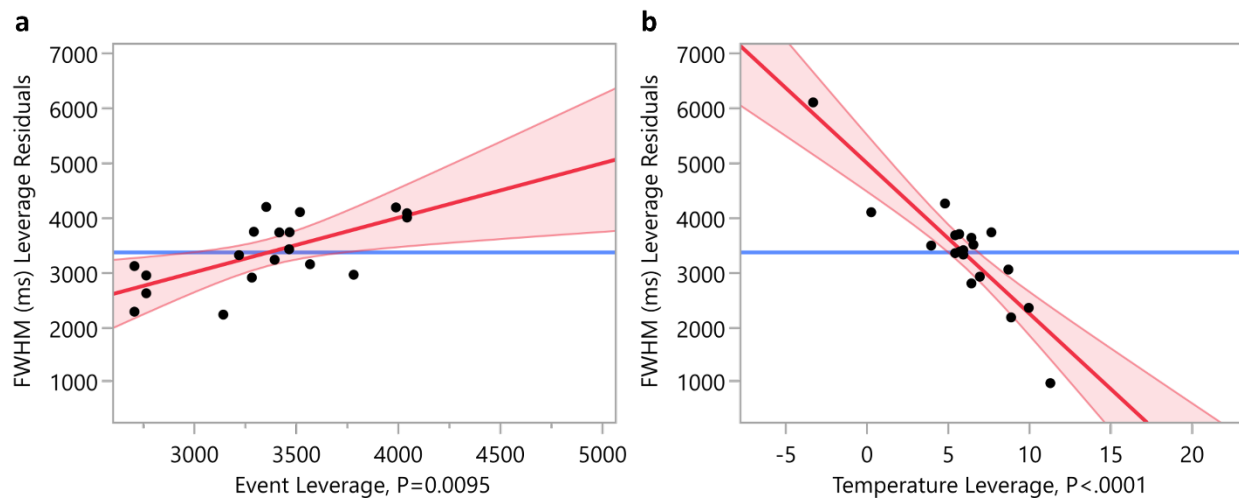 a
7000
6000
5000
4000
3000
2000
1000
FWHM (ms) Leverage Residuals
3000 3500 4000 4500 5000
Event Leverage, P=0.0095
b
7000
6000
5000
4000
3000
2000
1000
FWHM (ms) Leverage Residuals
-5 0 5 10 15 20
Temperature Leverage, P<.0001